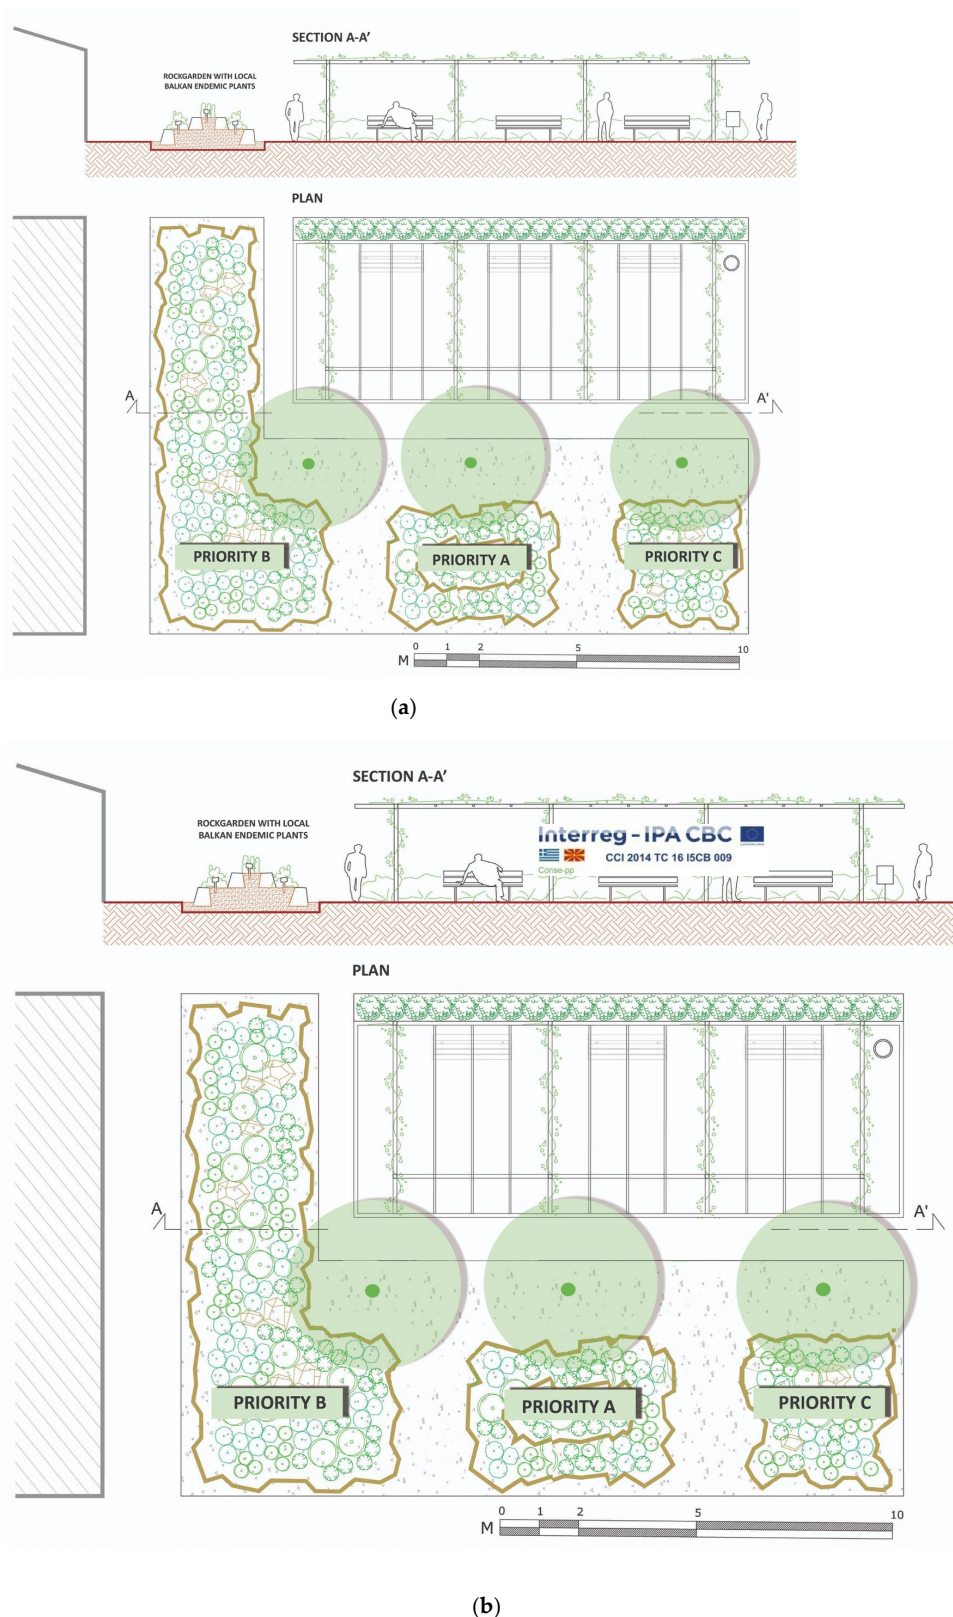 SECTION A-A'
ROCKGARDEN WITH LOCAL
BALKAN ENDEMIC PLANTS
PLAN
A
A'
PRIORITY B
PRIORITY A
PRIORITY C
0 1 2 5 10
M
(a)
SECTION A-A'
ROCKGARDEN WITH LOCAL
BALKAN ENDEMIC PLANTS
Interreg - IPA CBC
CCI 2014 TC 16 I5CB 009
Conse-pp
PLAN
A
A'
PRIORITY B
PRIORITY A
PRIORITY C
0 1 2 5 10
M
(b)